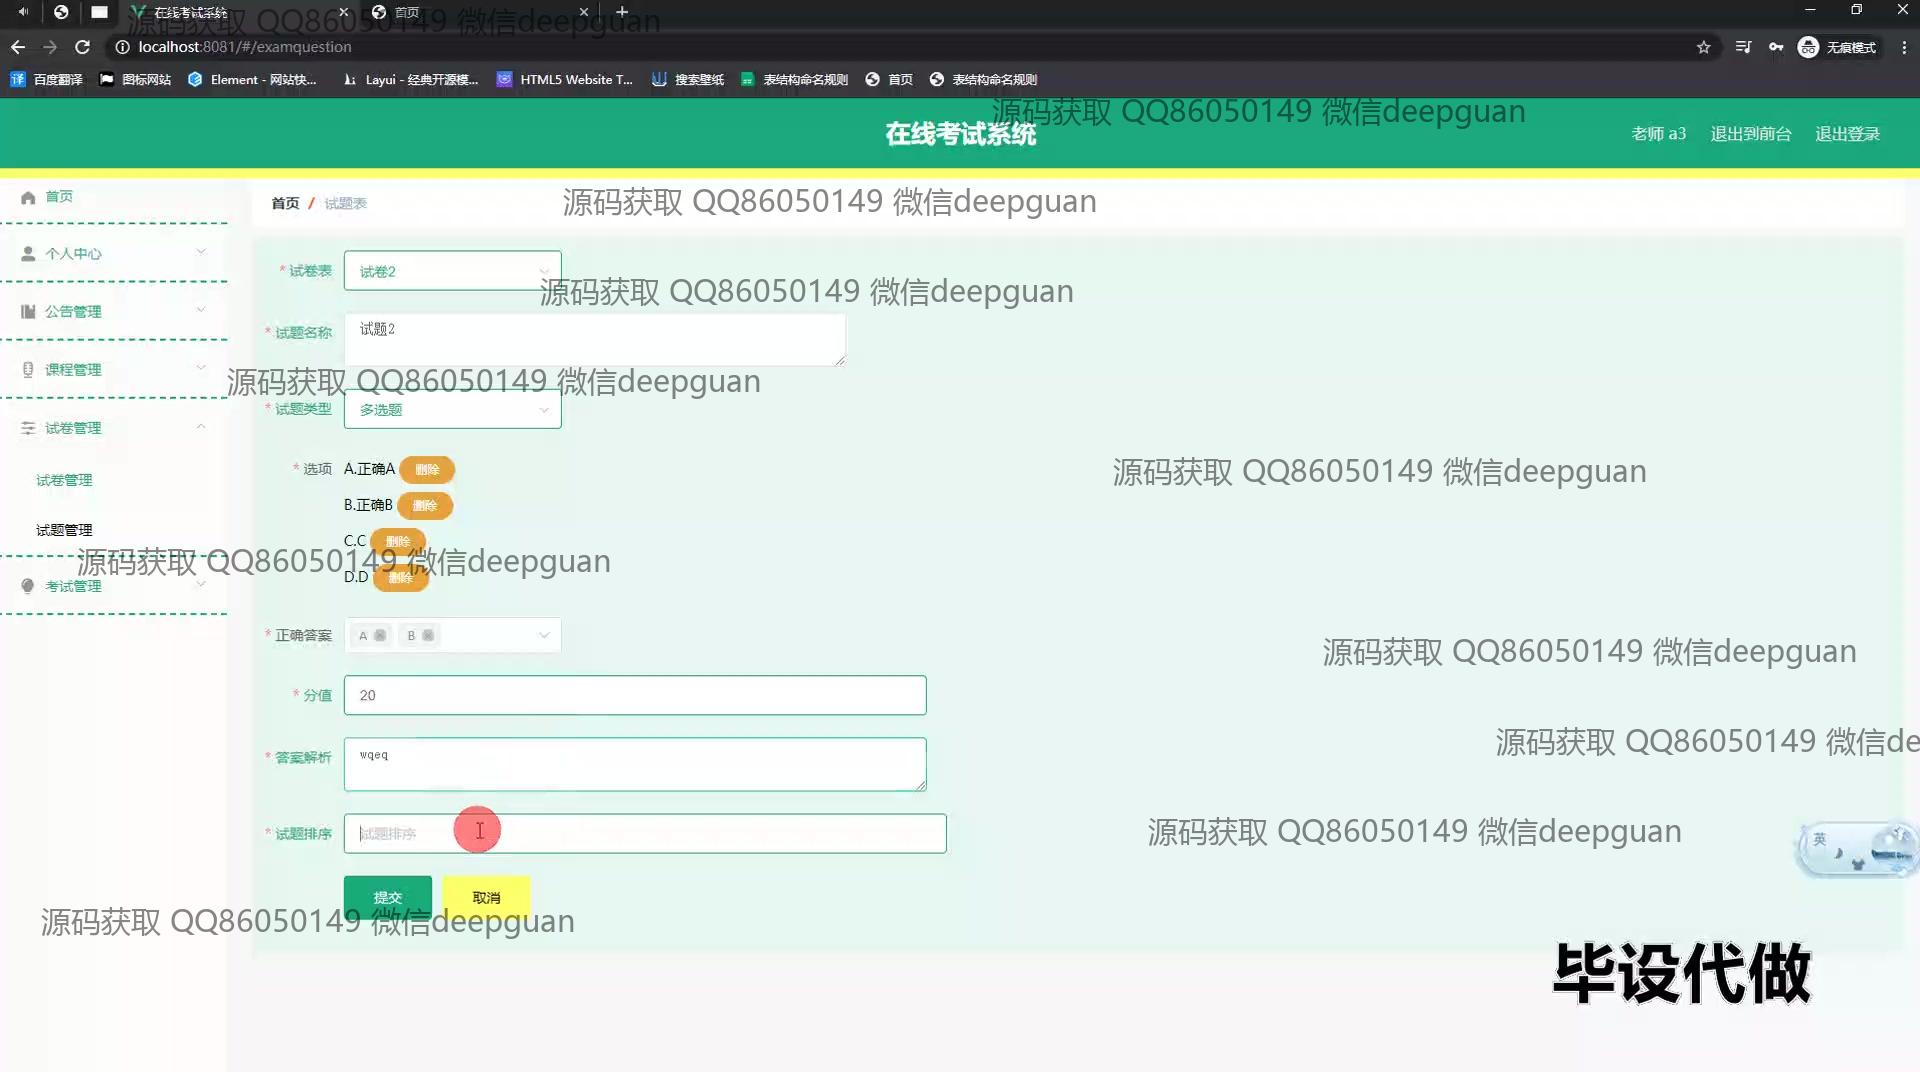 在线考试系统
首页
源码获取 QQ86050149 微信deepguan
localhost:8081/#/examquestion
无痕模式
百度翻译
图标网站
Element - 网站快...
Layui - 经典开源模...
HTML5 Website T...
搜索壁纸
表结构命名规则
首页
表结构命名规则
源码获取 QQ86050149 微信deepguan
在线考试系统
老师 a3 退出到前台 退出登录
首页
个人中心
公告管理
课程管理
试卷管理
试卷管理
试题管理
考试管理
首页 / 试题表
源码获取 QQ86050149 微信deepguan
* 试卷表 试卷2
源码获取 QQ86050149 微信deepguan
* 试题名称 试题2
源码获取 QQ86050149 微信deepguan
* 试题类型 多选题
* 选项 A.正确A 删除
B.正确B 删除
C.C 删除
D.D 删除
源码获取 QQ86050149 微信deepguan
源码获取 QQ86050149 微信deepguan
* 正确答案 A B
源码获取 QQ86050149 微信deepguan
* 分值 20
* 答案解析 wqeq
源码获取 QQ86050149 微信de
* 试题排序 试题排序
源码获取 QQ86050149 微信deepguan
英
提交 取消
源码获取 QQ86050149 微信deepguan
毕设代做